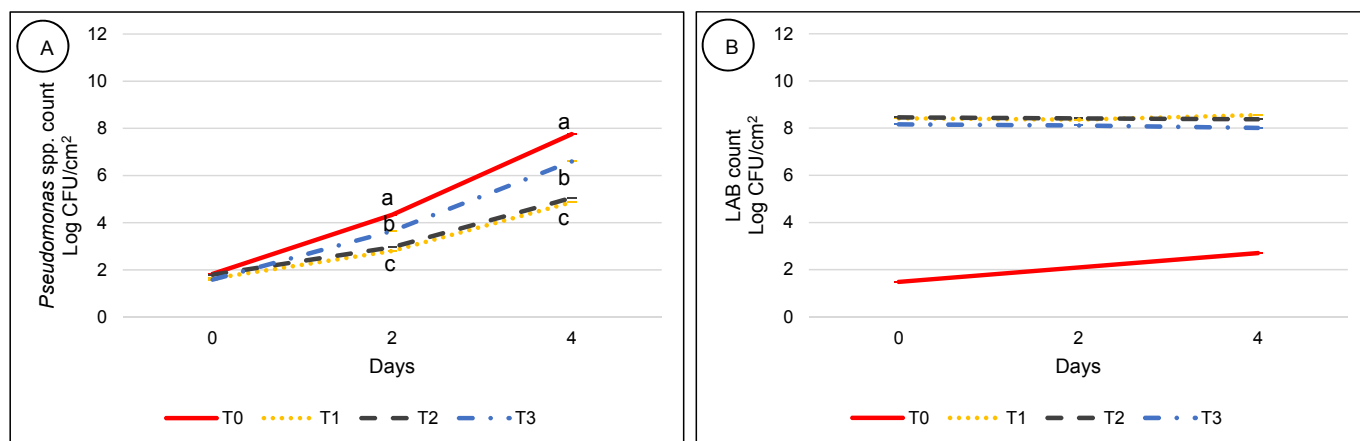 A
Pseudomonas spp. count
Log CFU/cm²
12
10
8
6
4
2
0
a
a
b
b
c
c
0 2 4
Days
T0 T1 T2 T3
B
LAB count
Log CFU/cm²
12
10
8
6
4
2
0
0 2 4
Days
T0 T1 T2 T3